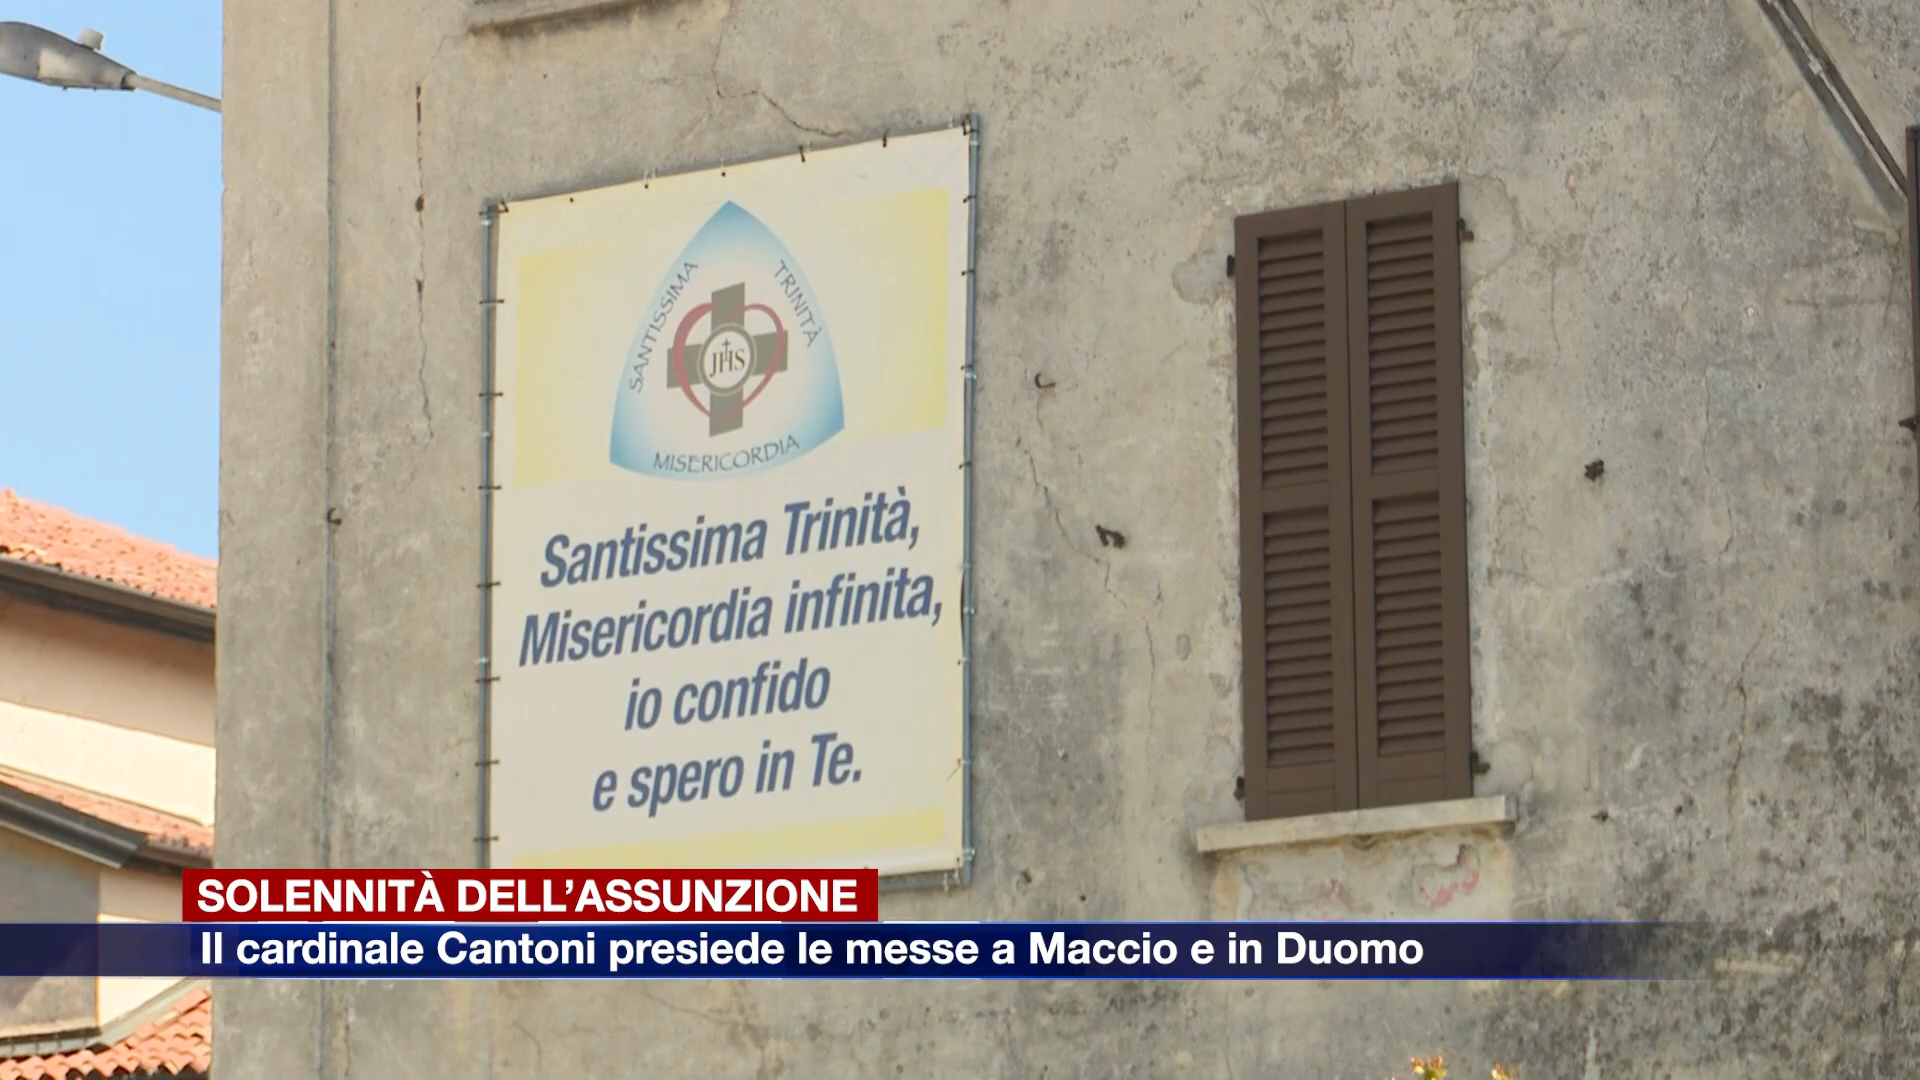 SANTISSIMA
TRINITÀ
JHS
MISERICORDIA
Santissima Trinità,
Misericordia infinita,
io confido
e spero in Te.
SOLENNITÀ DELL'ASSUNZIONE
Il cardinale Cantoni presiede le messe a Maccio e in Duomo